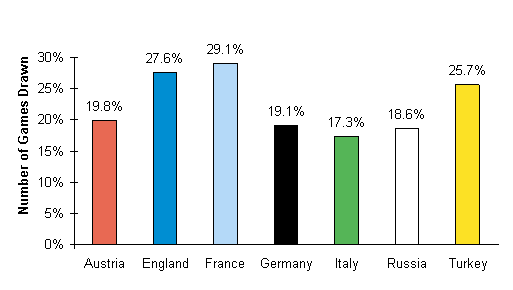 Number of Games Drawn
30%
25%
20%
15%
10%
5%
0%
19.8%
27.6%
29.1%
19.1%
17.3%
18.6%
25.7%
Austria
England
France
Germany
Italy
Russia
Turkey